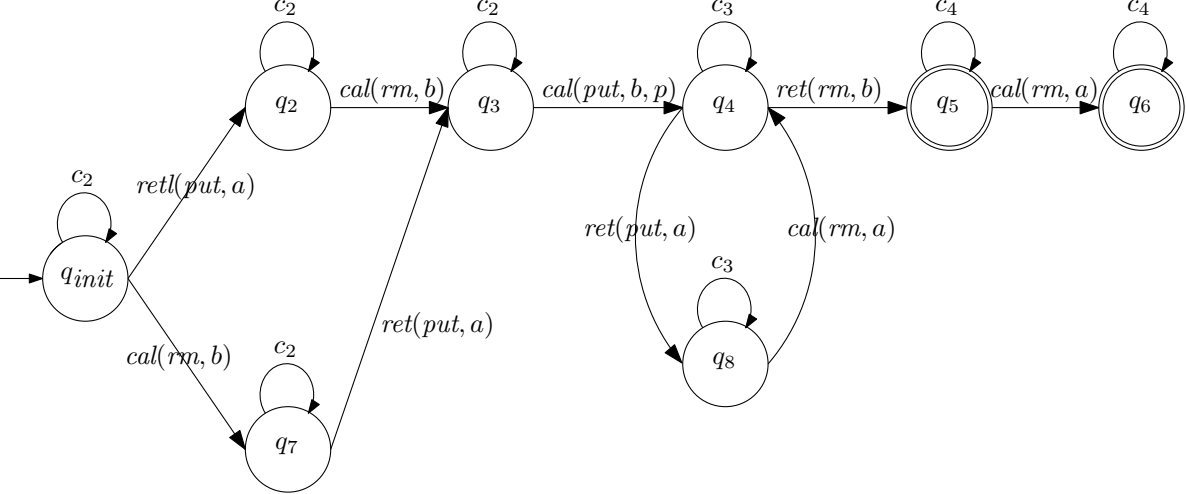 c₂ c₂ c₃ c₄ c₄
q₂ cal(rm, b) q₃ cal(put, b, p) q₄ ret(rm, b) q₅ cal(rm, a) q₆
c₂ retl(put, a)
q_init ret(put, a) cal(rm, a)
c₃
ret(put, a)
cal(rm, b) c₂ q₈
q₇